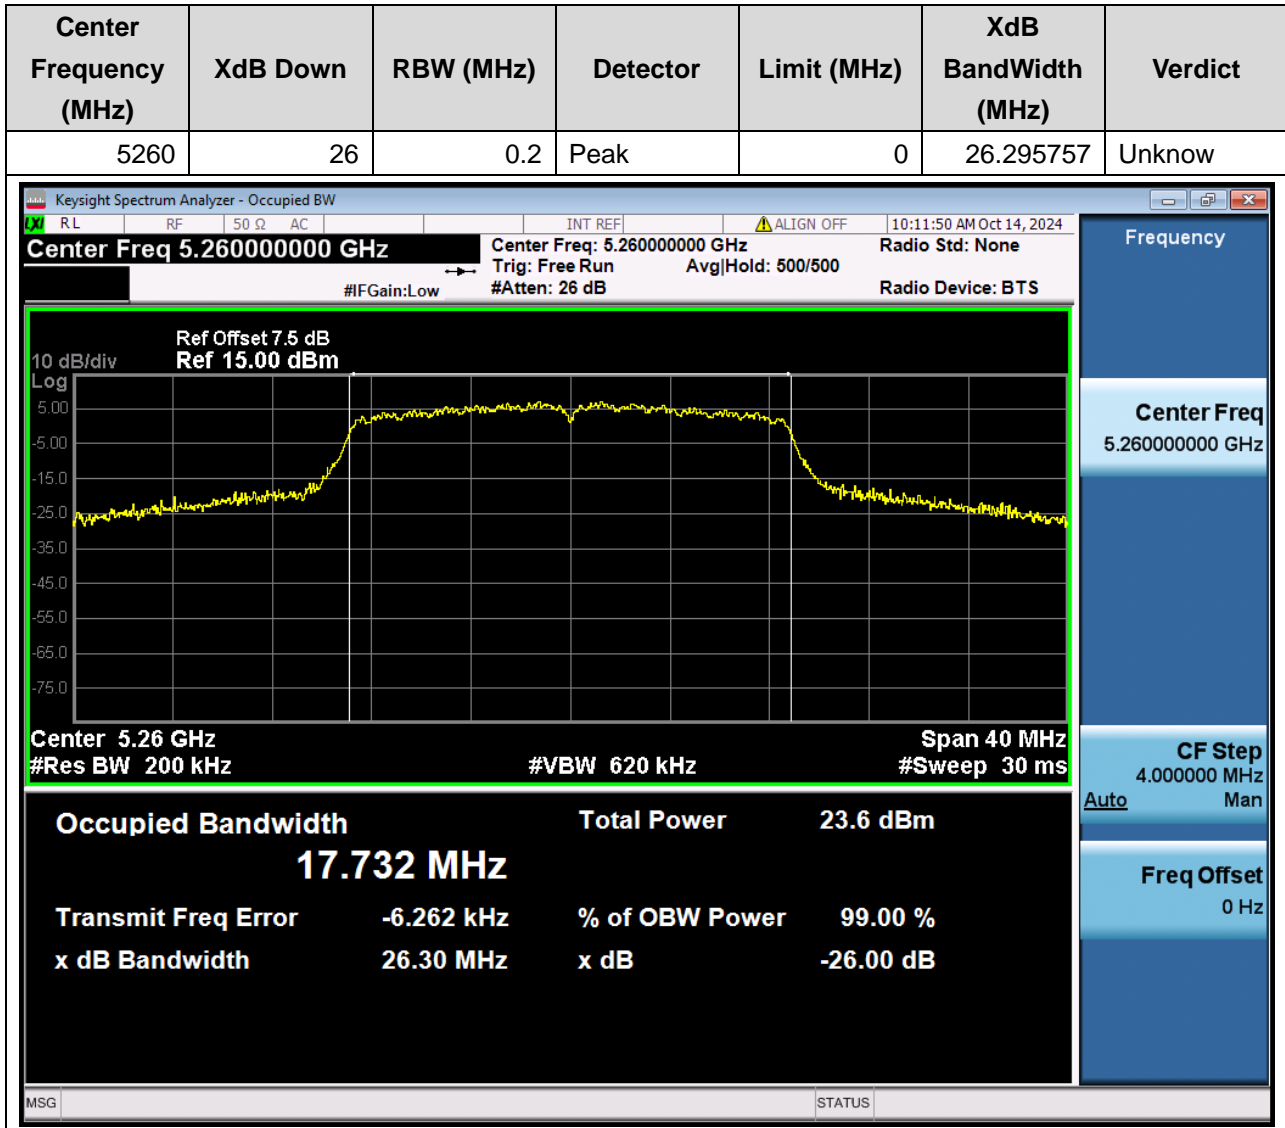 Center Frequency (MHz) XdB Down RBW (MHz) Detector Limit (MHz) XdB BandWidth (MHz) Verdict
5260 26 0.2 Peak 0 26.295757 Unknow
Keysight Spectrum Analyzer - Occupied BW
LXI RL RF 50 Ω AC INT REF ALIGN OFF 10:11:50 AM Oct 14, 2024
Center Freq 5.260000000 GHz
Center Freq: 5.260000000 GHz
Radio Std: None
Trig: Free Run Avg|Hold: 500/500
#IFGain:Low
#Atten: 26 dB
Radio Device: BTS
Ref Offset 7.5 dB
10 dB/div Ref 15.00 dBm
Log
5.00
-5.00
-15.0
-25.0
-35.0
-45.0
-55.0
-65.0
-75.0
Center 5.26 GHz Span 40 MHz
#Res BW 200 kHz #VBW 620 kHz #Sweep 30 ms
Occupied Bandwidth Total Power 23.6 dBm
17.732 MHz
Transmit Freq Error -6.262 kHz % of OBW Power 99.00 %
x dB Bandwidth 26.30 MHz x dB -26.00 dB
Frequency
Center Freq
5.260000000 GHz
CF Step
4.000000 MHz
Auto Man
Freq Offset
0 Hz
MSG STATUS